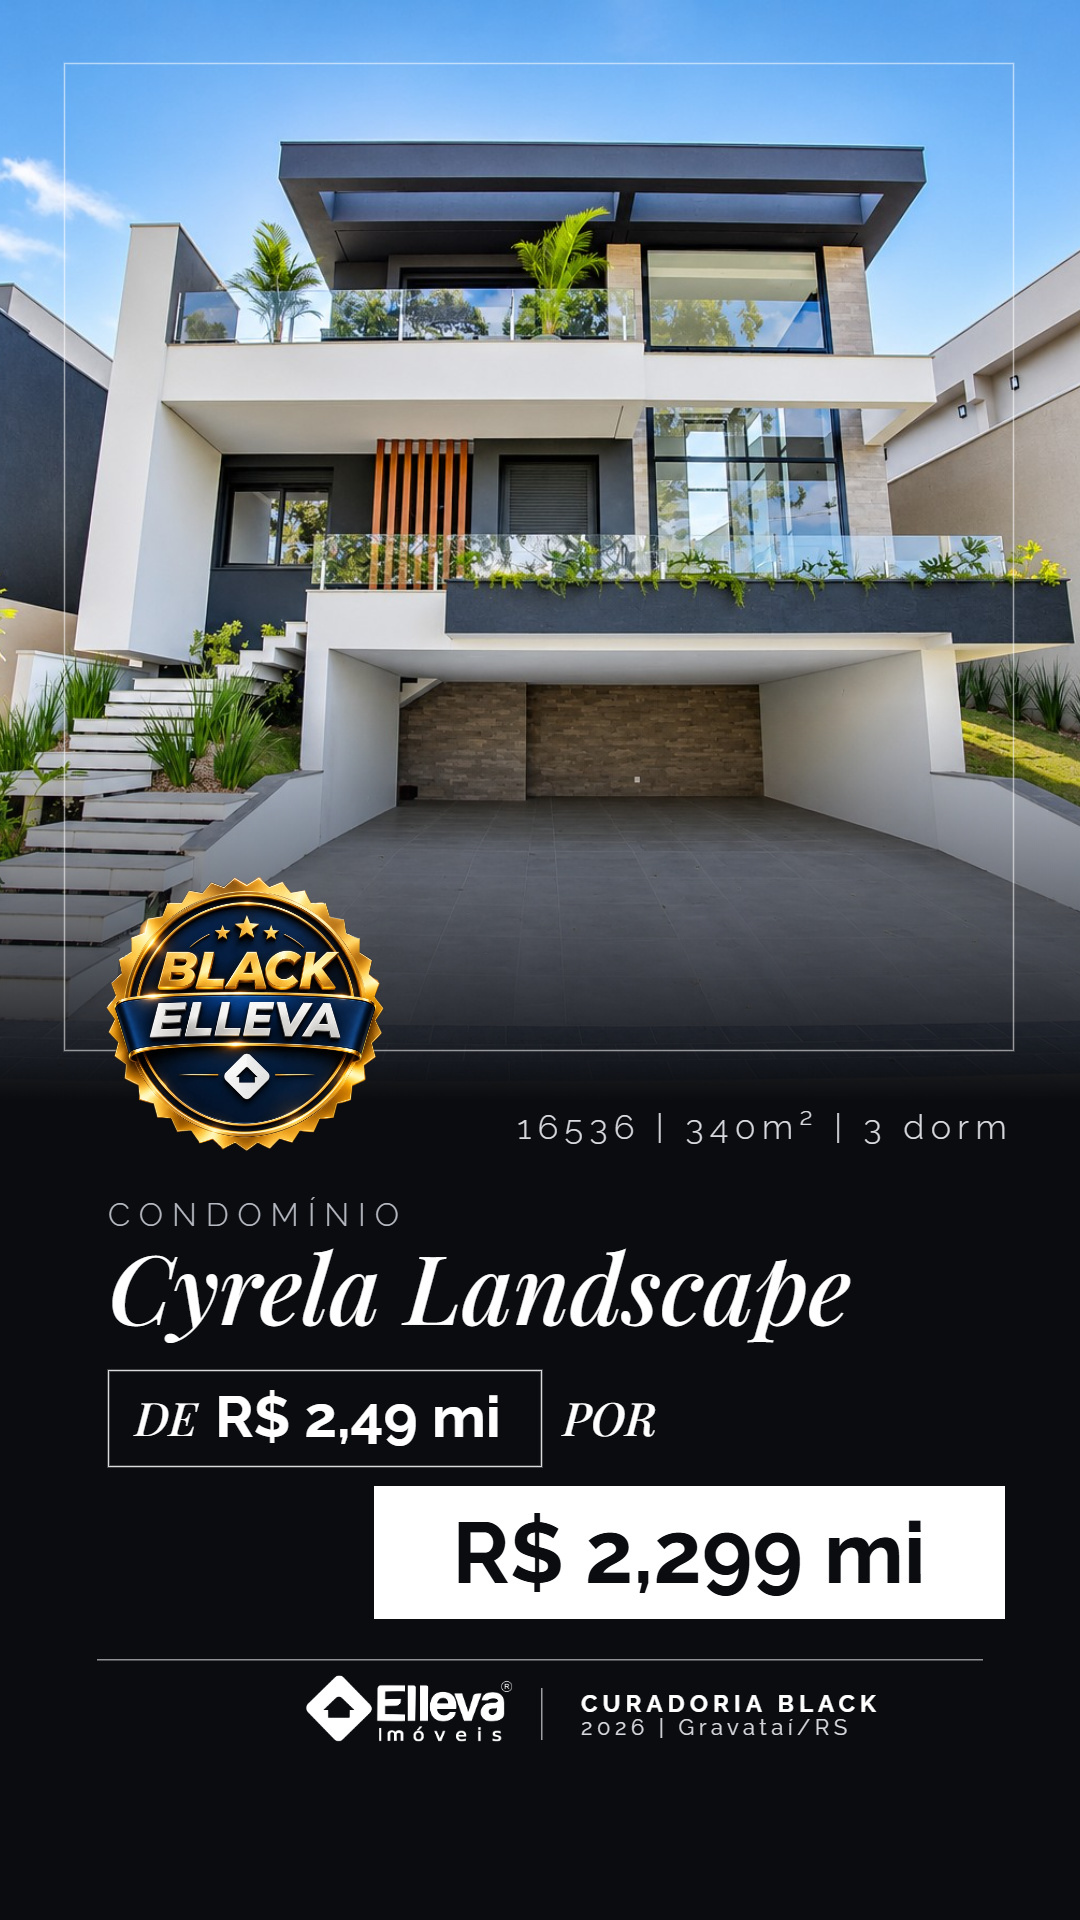 BLACK
ELLEVA
16536 | 340m² | 3 dorm
CONDOMÍNIO
Cyrela Landscape
DE R$ 2,49 mi POR
R$ 2,299 mi
Elleva®
Imóveis
CURADORIA BLACK
2026 | Gravataí/RS